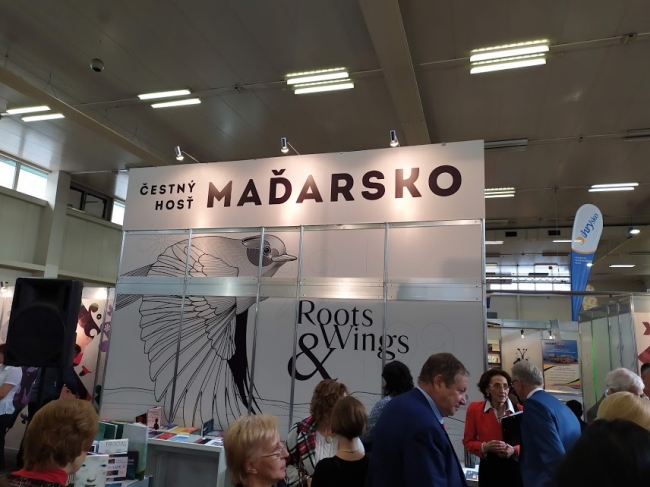 ČESTNÝ
HOSŤ
MAĎARSKO
Roots
& Wings